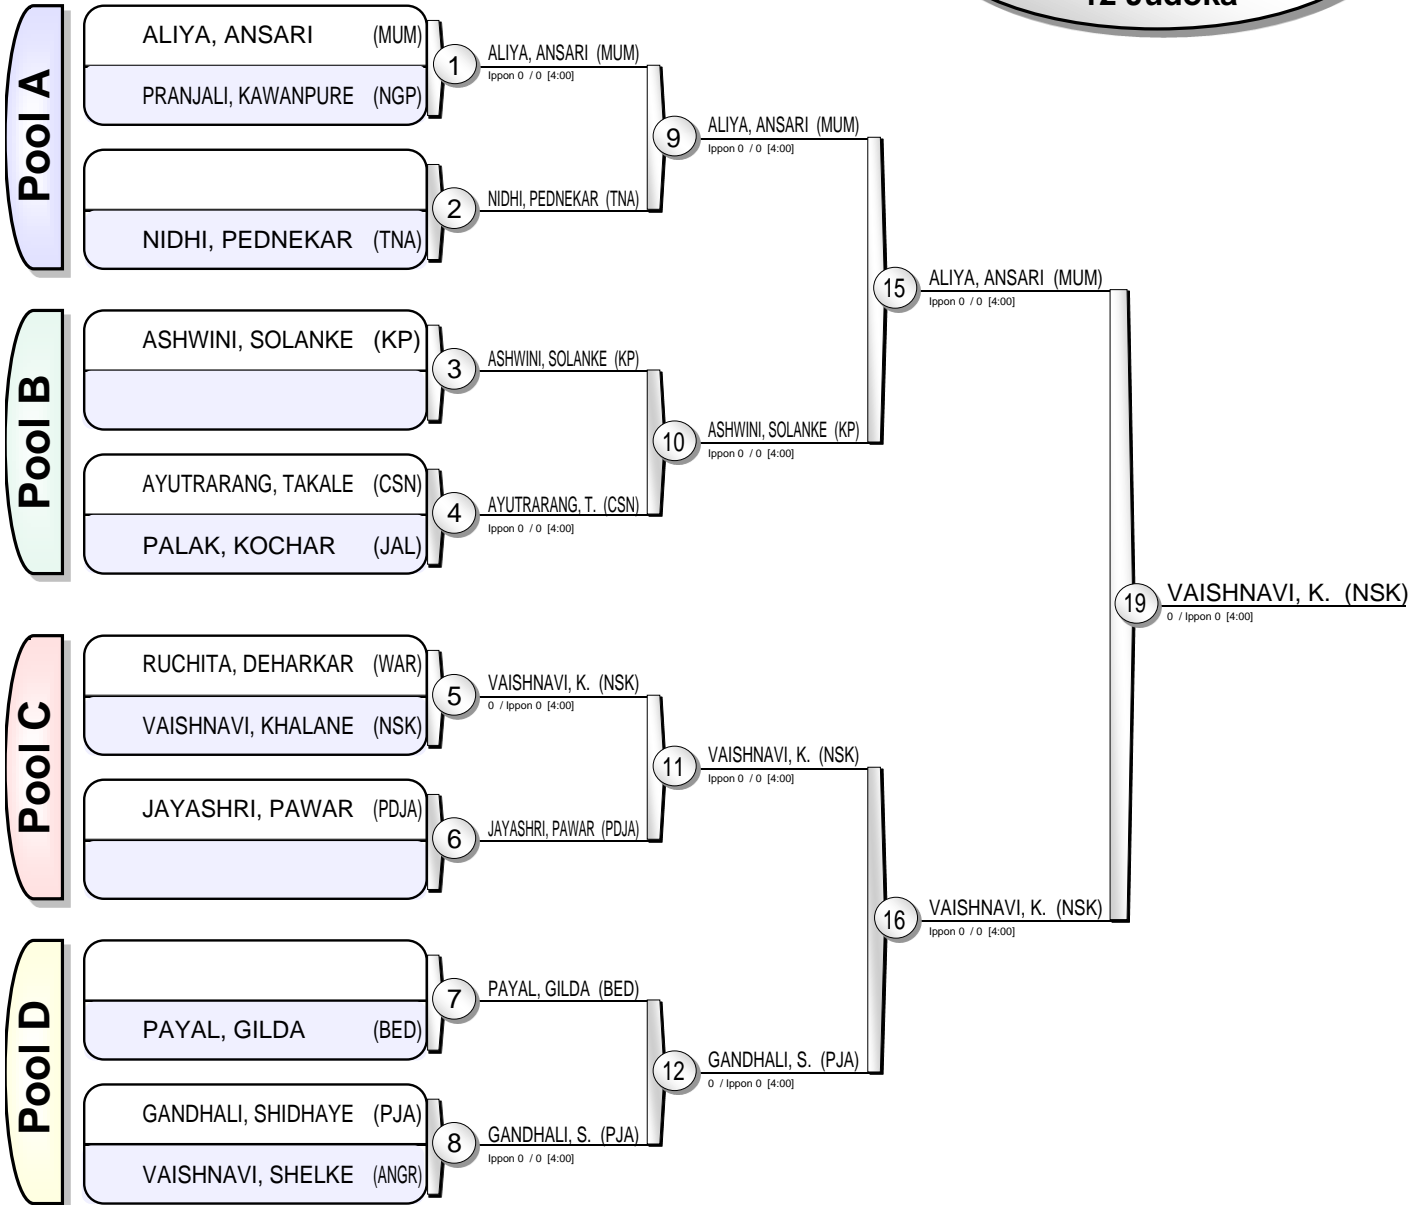 12 Judoka
Pool A
ALIYA, ANSARI (MUM)
PRANJALI, KAWANPURE (NGP)
1
ALIYA, ANSARI (MUM)
Ippon 0 / 0 [4:00]
NIDHI, PEDNEKAR (TNA)
2
NIDHI, PEDNEKAR (TNA)
9
ALIYA, ANSARI (MUM)
Ippon 0 / 0 [4:00]
Pool B
ASHWINI, SOLANKE (KP)
3
ASHWINI, SOLANKE (KP)
AYUTRARANG, TAKALE (CSN)
PALAK, KOCHAR (JAL)
4
AYUTRARANG, T. (CSN)
Ippon 0 / 0 [4:00]
10
ASHWINI, SOLANKE (KP)
Ippon 0 / 0 [4:00]
15
ALIYA, ANSARI (MUM)
Ippon 0 / 0 [4:00]
Pool C
RUCHITA, DEHARKAR (WAR)
VAISHNAVI, KHALANE (NSK)
5
VAISHNAVI, K. (NSK)
0 / Ippon 0 [4:00]
JAYASHRI, PAWAR (PDJA)
6
JAYASHRI, PAWAR (PDJA)
11
VAISHNAVI, K. (NSK)
Ippon 0 / 0 [4:00]
Pool D
PAYAL, GILDA (BED)
7
PAYAL, GILDA (BED)
GANDHALI, SHIDHAYE (PJA)
VAISHNAVI, SHELKE (ANGR)
8
GANDHALI, S. (PJA)
Ippon 0 / 0 [4:00]
12
GANDHALI, S. (PJA)
0 / Ippon 0 [4:00]
16
VAISHNAVI, K. (NSK)
Ippon 0 / 0 [4:00]
19
VAISHNAVI, K. (NSK)
0 / Ippon 0 [4:00]